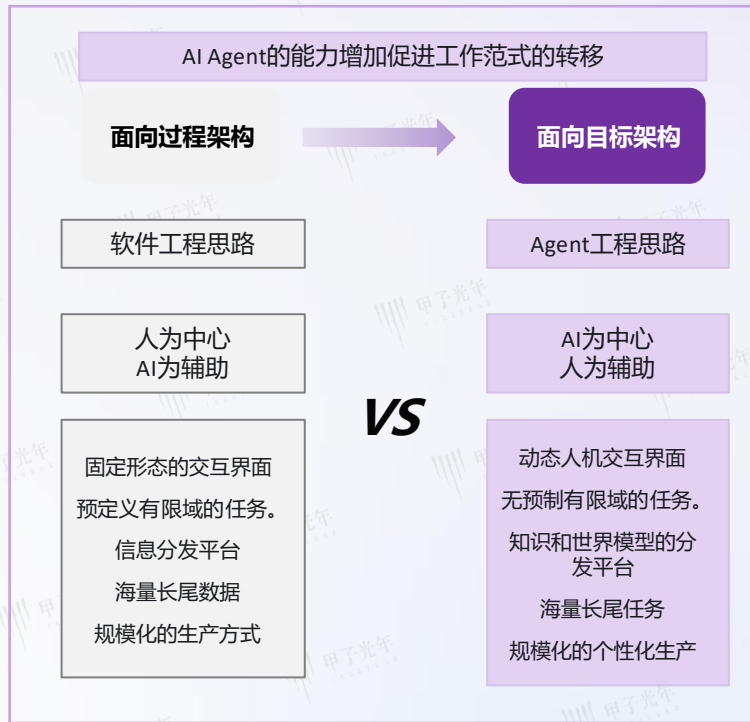 AI Agent的能力增加促进工作范式的转移
面向过程架构
面向目标架构
软件工程思路
Agent工程思路
人为中心
AI为辅助
AI为中心
人为辅助
VS
固定形态的交互界面
预定义有限域的任务。
信息分发平台
海量长尾数据
规模化的生产方式
动态人机交互界面
无预制有限域的任务。
知识和世界模型的分
发平台
海量长尾任务
规模化的个性化生产
甲子光年